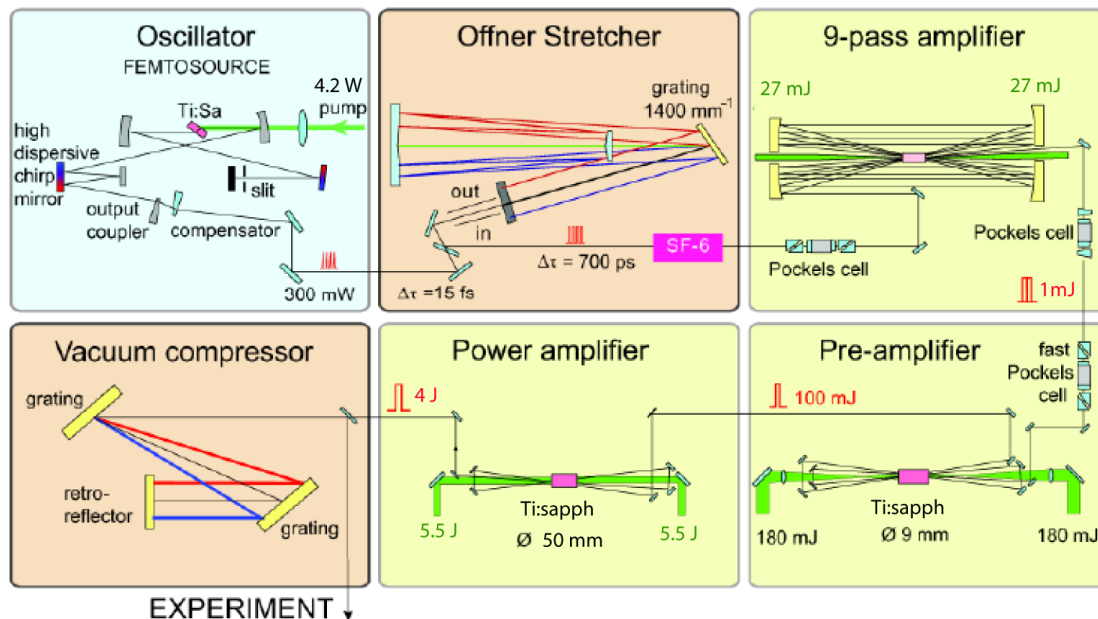 Oscillator
FEMTOSOURCE
4.2 W
pump
Ti:Sa
high
dispersive
chirp
mirror
slit
output
coupler
compensator
300 mW
Offner Stretcher
grating
1400 mm⁻¹
out
in
Δτ =15 fs
Δτ = 700 ps
SF-6
9-pass amplifier
27 mJ
27 mJ
Pockels cell
Pockels cell
1mJ
Vacuum compressor
grating
retro-
reflector
grating
EXPERIMENT
Power amplifier
4 J
Ti:sapph
5.5 J
Ø 50 mm
5.5 J
Pre-amplifier
fast
Pockels
cell
100 mJ
Ti:sapph
180 mJ
Ø 9 mm
180 mJ